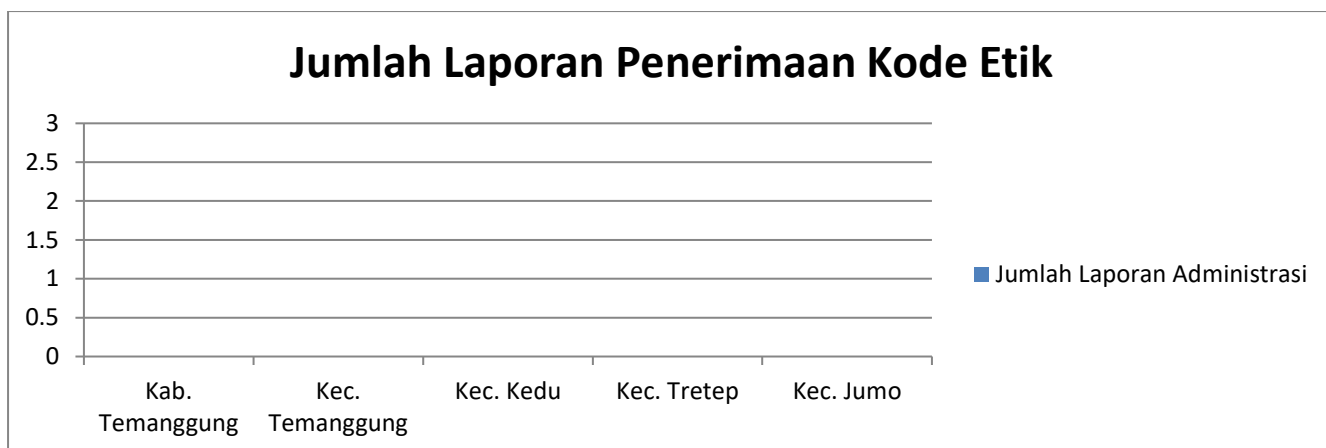 Jumlah Laporan Penerimaan Kode Etik
3
2.5
2
1.5
1
0.5
0
Kab. Temanggung
Kec. Temanggung
Kec. Kedu
Kec. Tretep
Kec. Jumo
Jumlah Laporan Administrasi